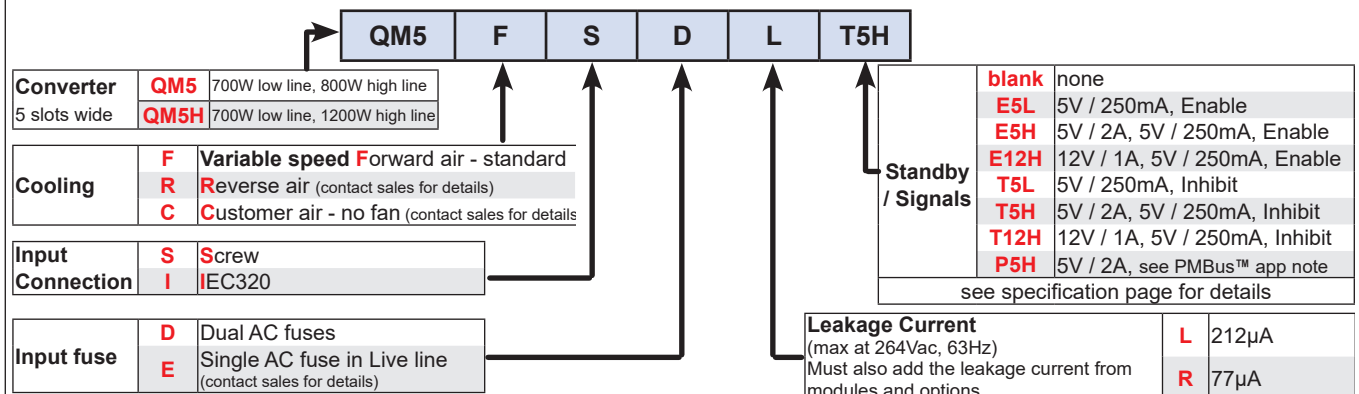 QM5 F S D L T5H
Converter QM5 700W low line, 800W high line
5 slots wide QM5H 700W low line, 1200W high line
Cooling
F Variable speed Forward air - standard
R Reverse air (contact sales for details)
C Customer air - no fan (contact sales for details
Input Connection
S Screw
I IEC320
Input fuse
D Dual AC fuses
E Single AC fuse in Live line
(contact sales for details)
Standby / Signals
blank none
E5L 5V / 250mA, Enable
E5H 5V / 2A, 5V / 250mA, Enable
E12H 12V / 1A, 5V / 250mA, Enable
T5L 5V / 250mA, Inhibit
T5H 5V / 2A, 5V / 250mA, Inhibit
T12H 12V / 1A, 5V / 250mA, Inhibit
P5H 5V / 2A, see PMBus™ app note
see specification page for details
Leakage Current
(max at 264Vac, 63Hz)
Must also add the leakage current from
modules and options
L 212µA
R 77µA